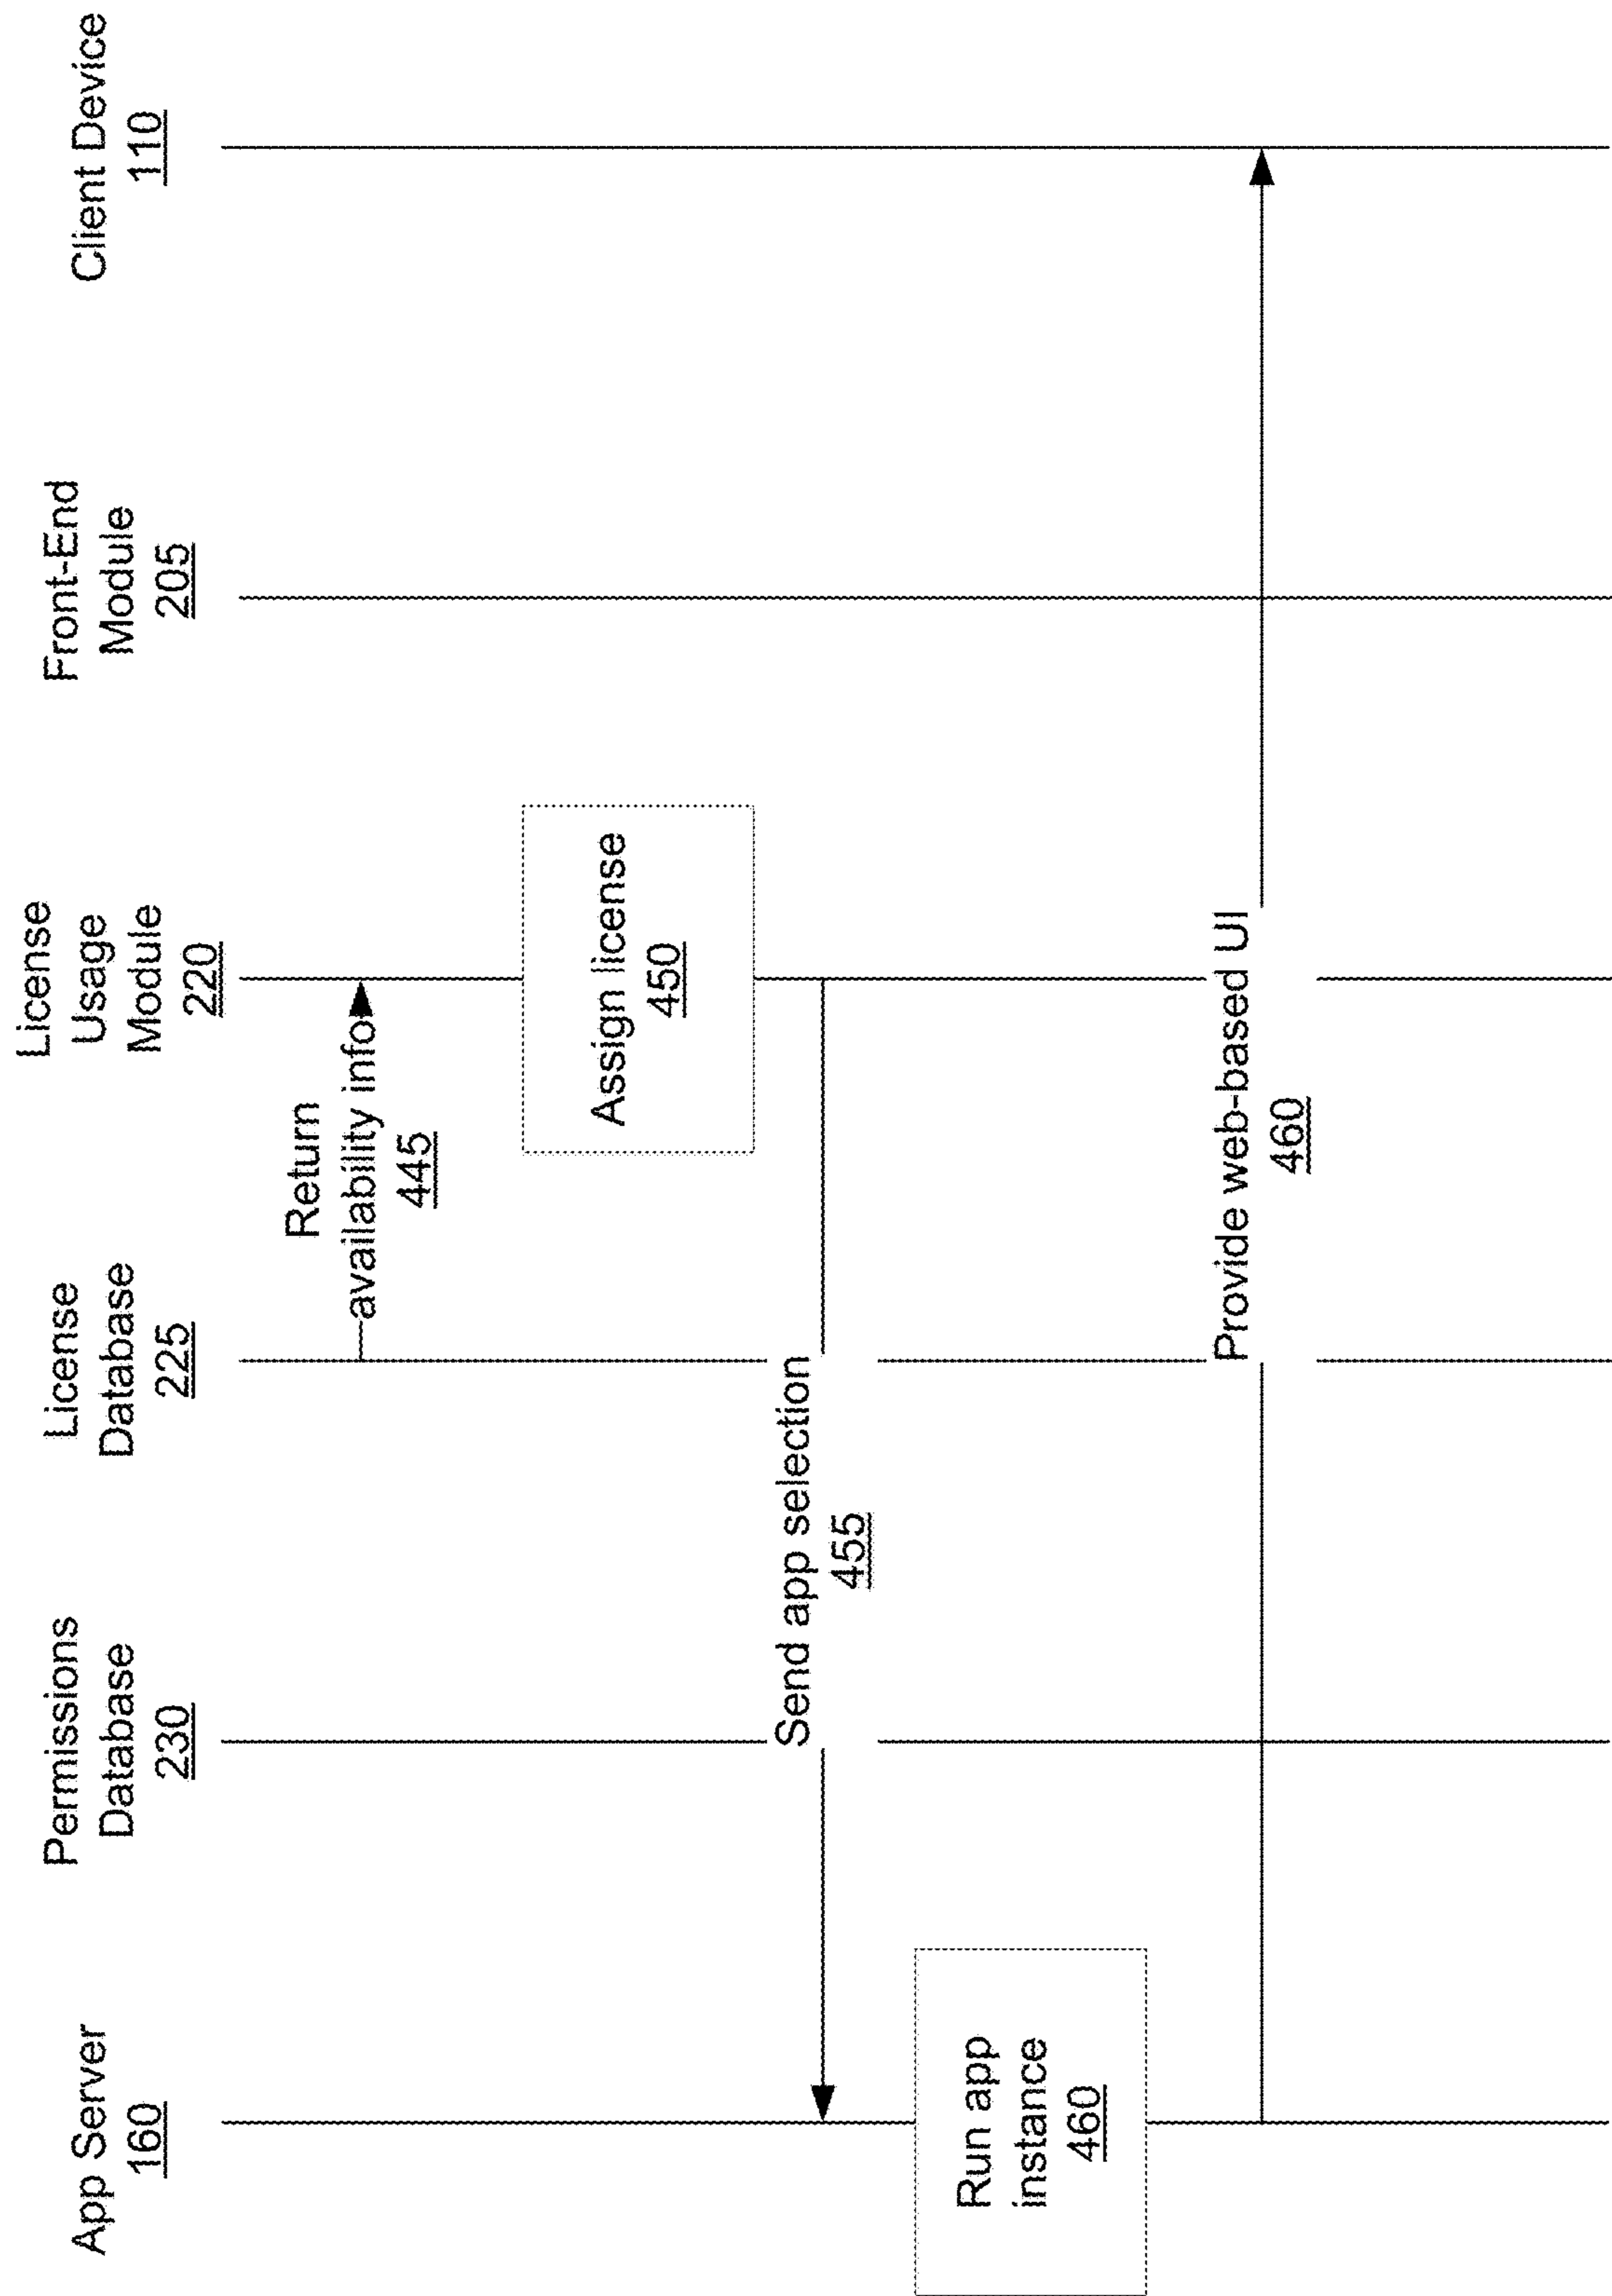 App Server
160
Permissions
Database
230
License
Database
225
License
Usage
Module
220
Front-End
Module
205
Client Device
110
Return
availability info
445
Assign license
450
Send app selection
455
Run app
instance
460
Provide web-based UI
460